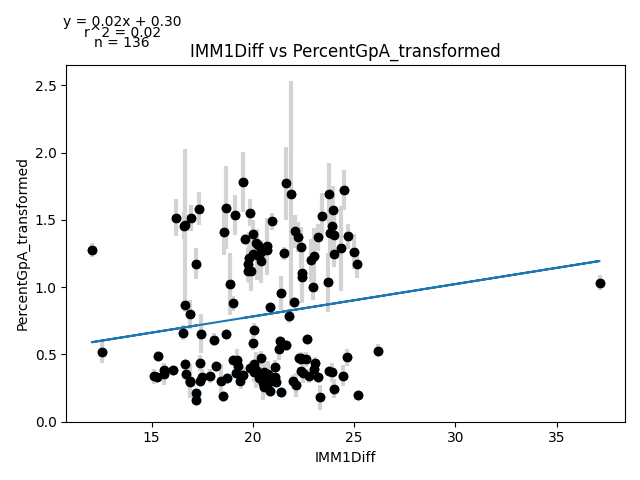 y = 0.02x + 0.30
r^2 = 0.02
n = 136
IMM1Diff vs PercentGpA_transformed
PercentGpA_transformed
2.5
2.0
1.5
1.0
0.5
0.0
15
20
25
30
35
IMM1Diff